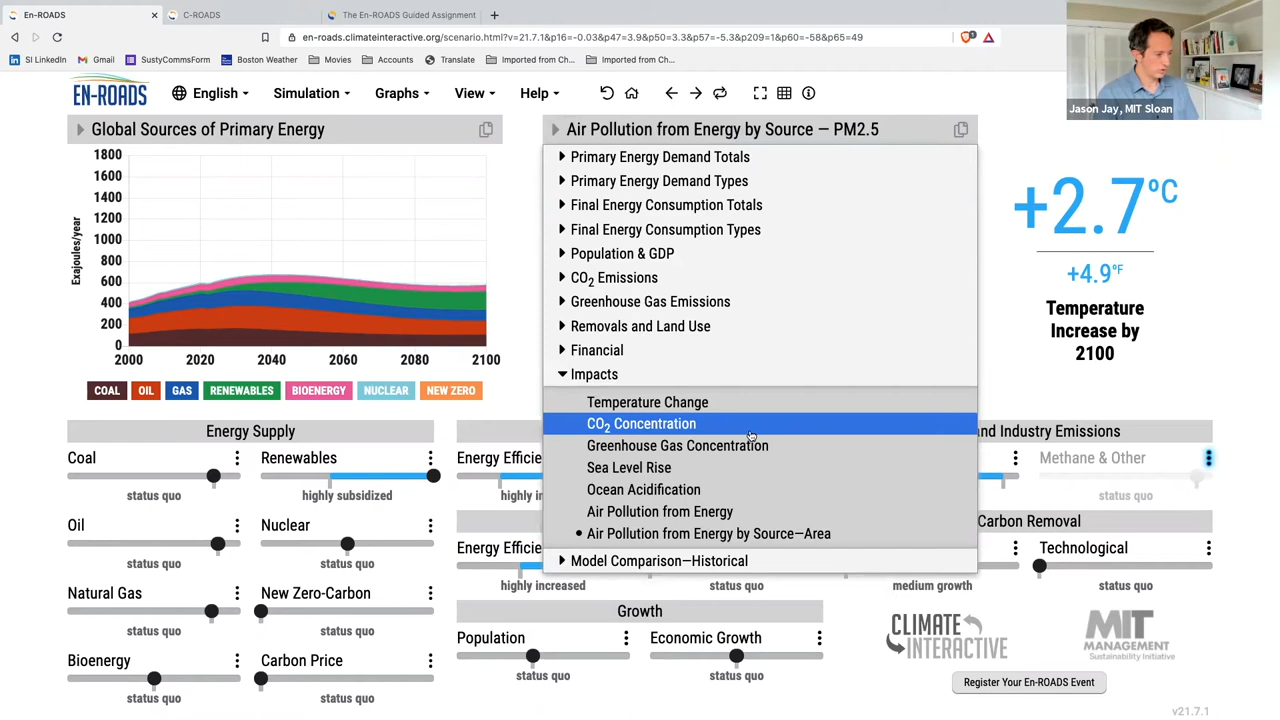 En-ROADS
C-ROADS
The En-ROADS Guided Assignment
en-roads.climateinteractive.org/scenario.html?v=21.7.1&p16=-0.03&p47=3.9&p50=3.3&p57=-5.3&p209=1&p60=-58&p65=49
SI LinkedIn
Gmail
SustyCommsForm
Boston Weather
Movies
Accounts
Translate
Imported from Ch...
Imported from Ch...
Jason Jay, MIT Sloan
EN-ROADS
English
Simulation
Graphs
View
Help
Global Sources of Primary Energy
Exajoules/year
1800
1600
1400
1200
1000
800
600
400
200
0
2000 2020 2040 2060 2080 2100
COAL OIL GAS RENEWABLES BIOENERGY NUCLEAR NEW ZERO
Air Pollution from Energy by Source — PM2.5
Primary Energy Demand Totals
Primary Energy Demand Types
Final Energy Consumption Totals
Final Energy Consumption Types
Population & GDP
CO2 Emissions
Greenhouse Gas Emissions
Removals and Land Use
Financial
Impacts
Temperature Change
CO2 Concentration
Greenhouse Gas Concentration
Sea Level Rise
Ocean Acidification
Air Pollution from Energy
Air Pollution from Energy by Source—Area
Model Comparison—Historical
+2.7°C
+4.9°F
Temperature
Increase by
2100
Energy Supply
Coal
status quo
Renewables
highly subsidized
Oil
status quo
Nuclear
status quo
Natural Gas
status quo
New Zero-Carbon
status quo
Bioenergy
status quo
Carbon Price
status quo
Energy Effici
highly in
Energy Effici
highly increased
status quo
Growth
Population
status quo
Economic Growth
status quo
nd Industry Emissions
Methane & Other
status quo
medium growth
Carbon Removal
Technological
status quo
CLIMATE
INTERACTIVE
MIT
MANAGEMENT
Sustainability Initiative
Register Your En-ROADS Event
v21.7.1